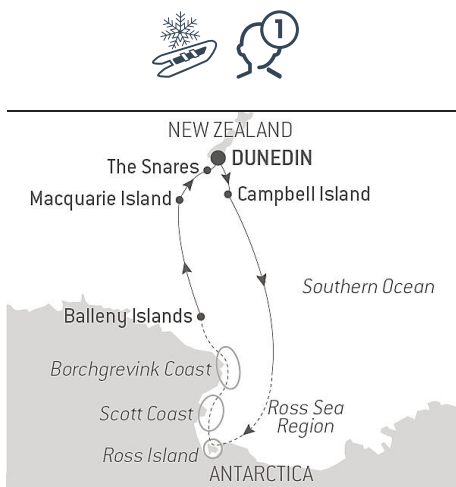 1
NEW ZEALAND
DUNEDIN
The Snares
Macquarie Island
Campbell Island
Southern Ocean
Balleny Islands
Borchgrevink Coast
Scott Coast
Ross Sea
Region
Ross Island
ANTARCTICA